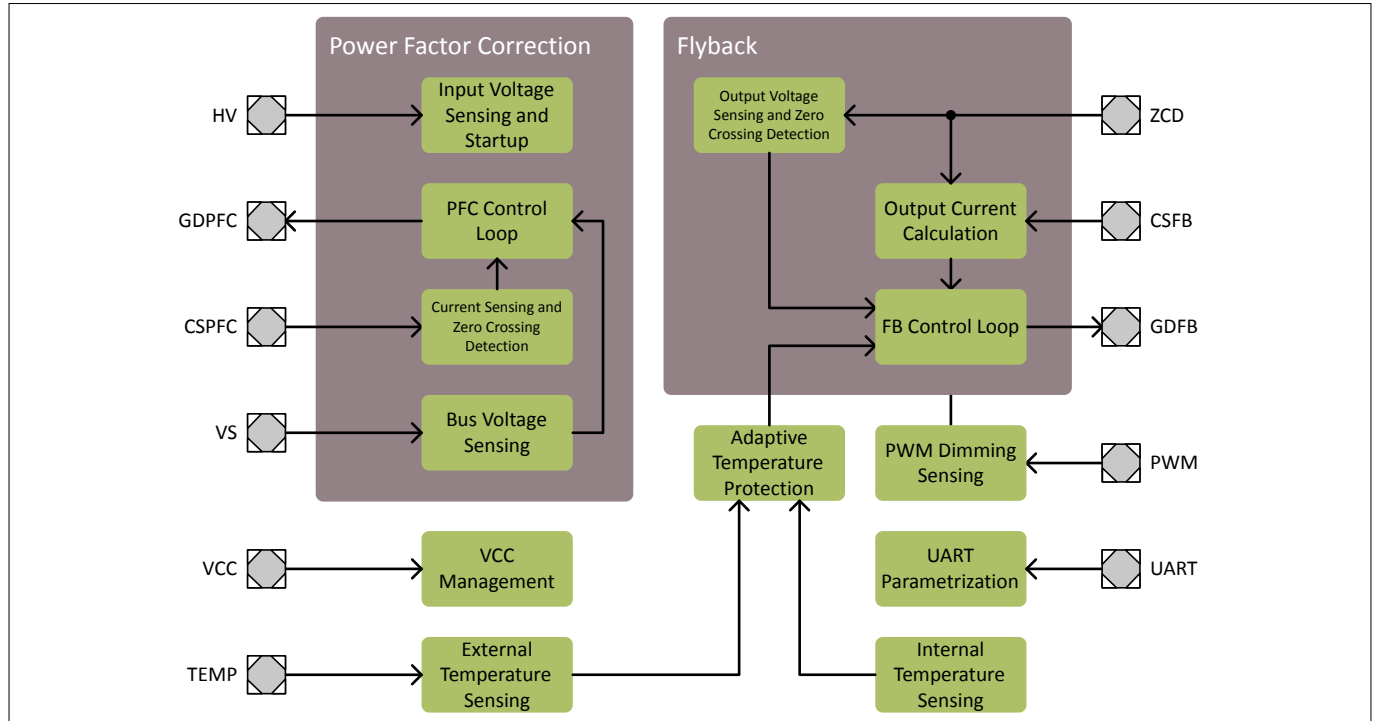 Power Factor Correction
Flyback
HV
Input Voltage
Sensing and
Startup
Output Voltage
Sensing and Zero
Crossing Detection
ZCD
GDPFC
PFC Control
Loop
Output Current
Calculation
CSFB
CSPFC
Current Sensing and
Zero Crossing
Detection
FB Control Loop
GDFB
VS
Bus Voltage
Sensing
Adaptive
Temperature
Protection
PWM Dimming
Sensing
PWM
VCC
VCC
Management
UART
Parametrization
UART
TEMP
External
Temperature
Sensing
Internal
Temperature
Sensing